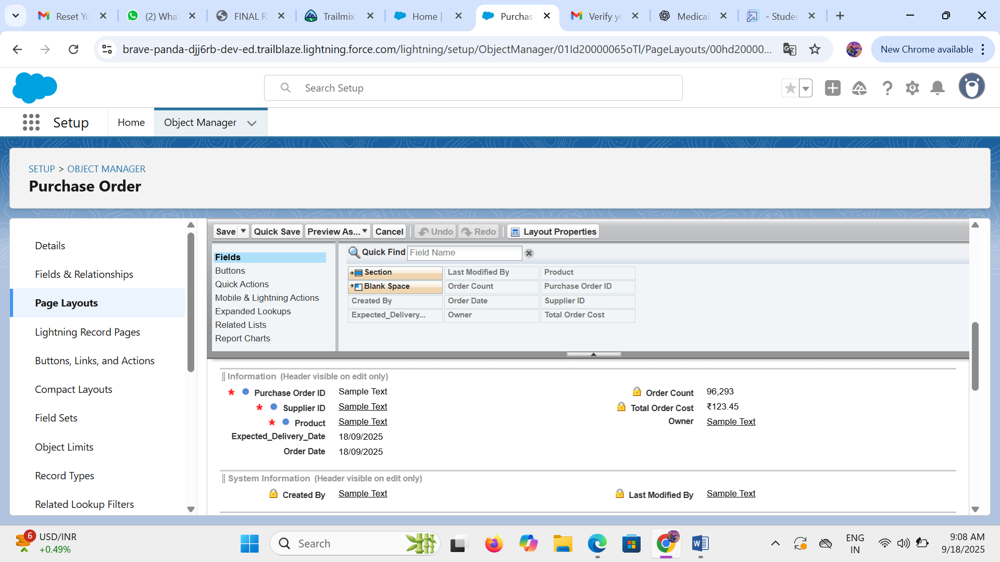 Reset Yo
(2) What
FINAL R
Trailmix
Home |
Purchas
Verify yo
Medical
- Studen
brave-panda-djj6rb-dev-ed.trailblaze.lightning.force.com/lightning/setup/ObjectManager/01Id20000065oTl/PageLayouts/00hd20000...
New Chrome available
Search Setup
Setup
Home
Object Manager
SETUP > OBJECT MANAGER
Purchase Order
Details
Fields & Relationships
Page Layouts
Lightning Record Pages
Buttons, Links, and Actions
Compact Layouts
Field Sets
Object Limits
Record Types
Related Lookup Filters
Save Quick Save Preview As... Cancel Undo Redo Layout Properties
Fields
Buttons
Quick Actions
Mobile & Lightning Actions
Expanded Lookups
Related Lists
Report Charts
Quick Find Field Name
Section Last Modified By Product
Blank Space Order Count Purchase Order ID
Created By Order Date Supplier ID
Expected_Delivery... Owner Total Order Cost
Information (Header visible on edit only)
* Purchase Order ID Sample Text Order Count 96,293
* Supplier ID Sample Text Total Order Cost ₹123.45
* Product Sample Text Owner Sample Text
Expected_Delivery_Date 18/09/2025
Order Date 18/09/2025
System Information (Header visible on edit only)
Created By Sample Text Last Modified By Sample Text
6
USD/INR
+0.49%
Search
ENG
IN
9:08 AM
9/18/2025